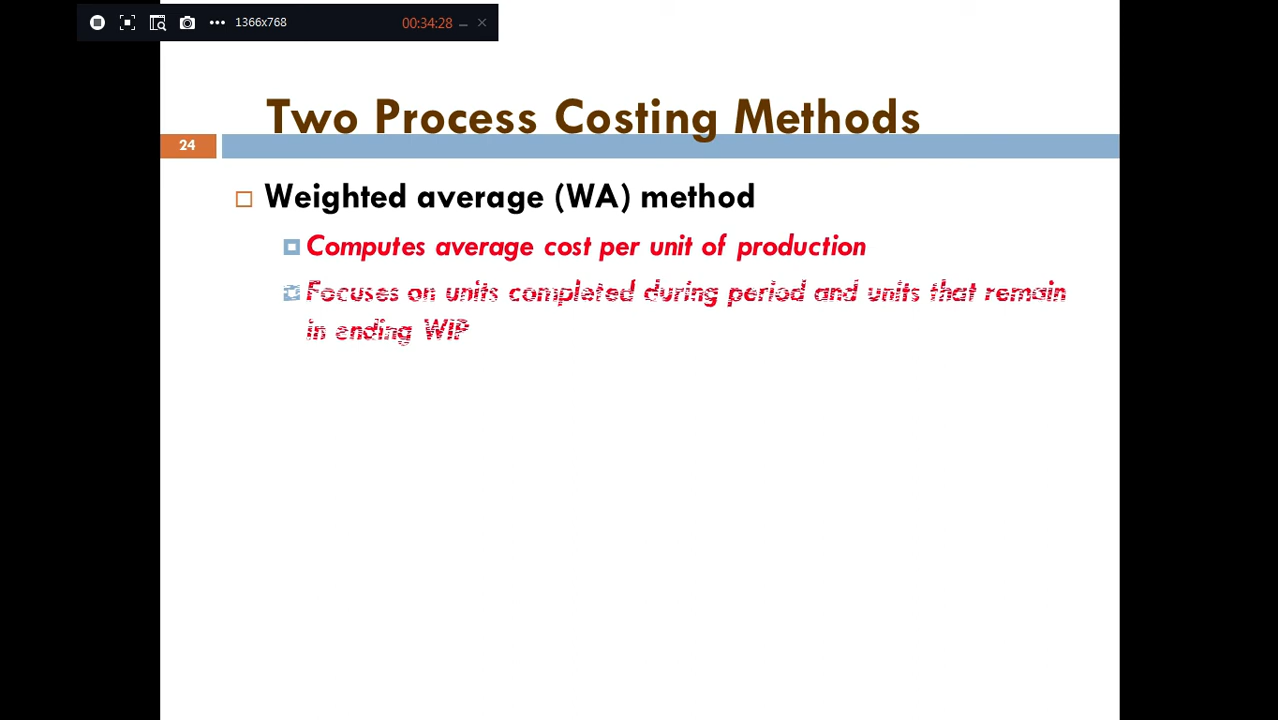 1366x768
00:34:28
Two Process Costing Methods
24
Weighted average (WA) method
Computes average cost per unit of production
Focuses on units completed during period and units that remain
in ending WIP